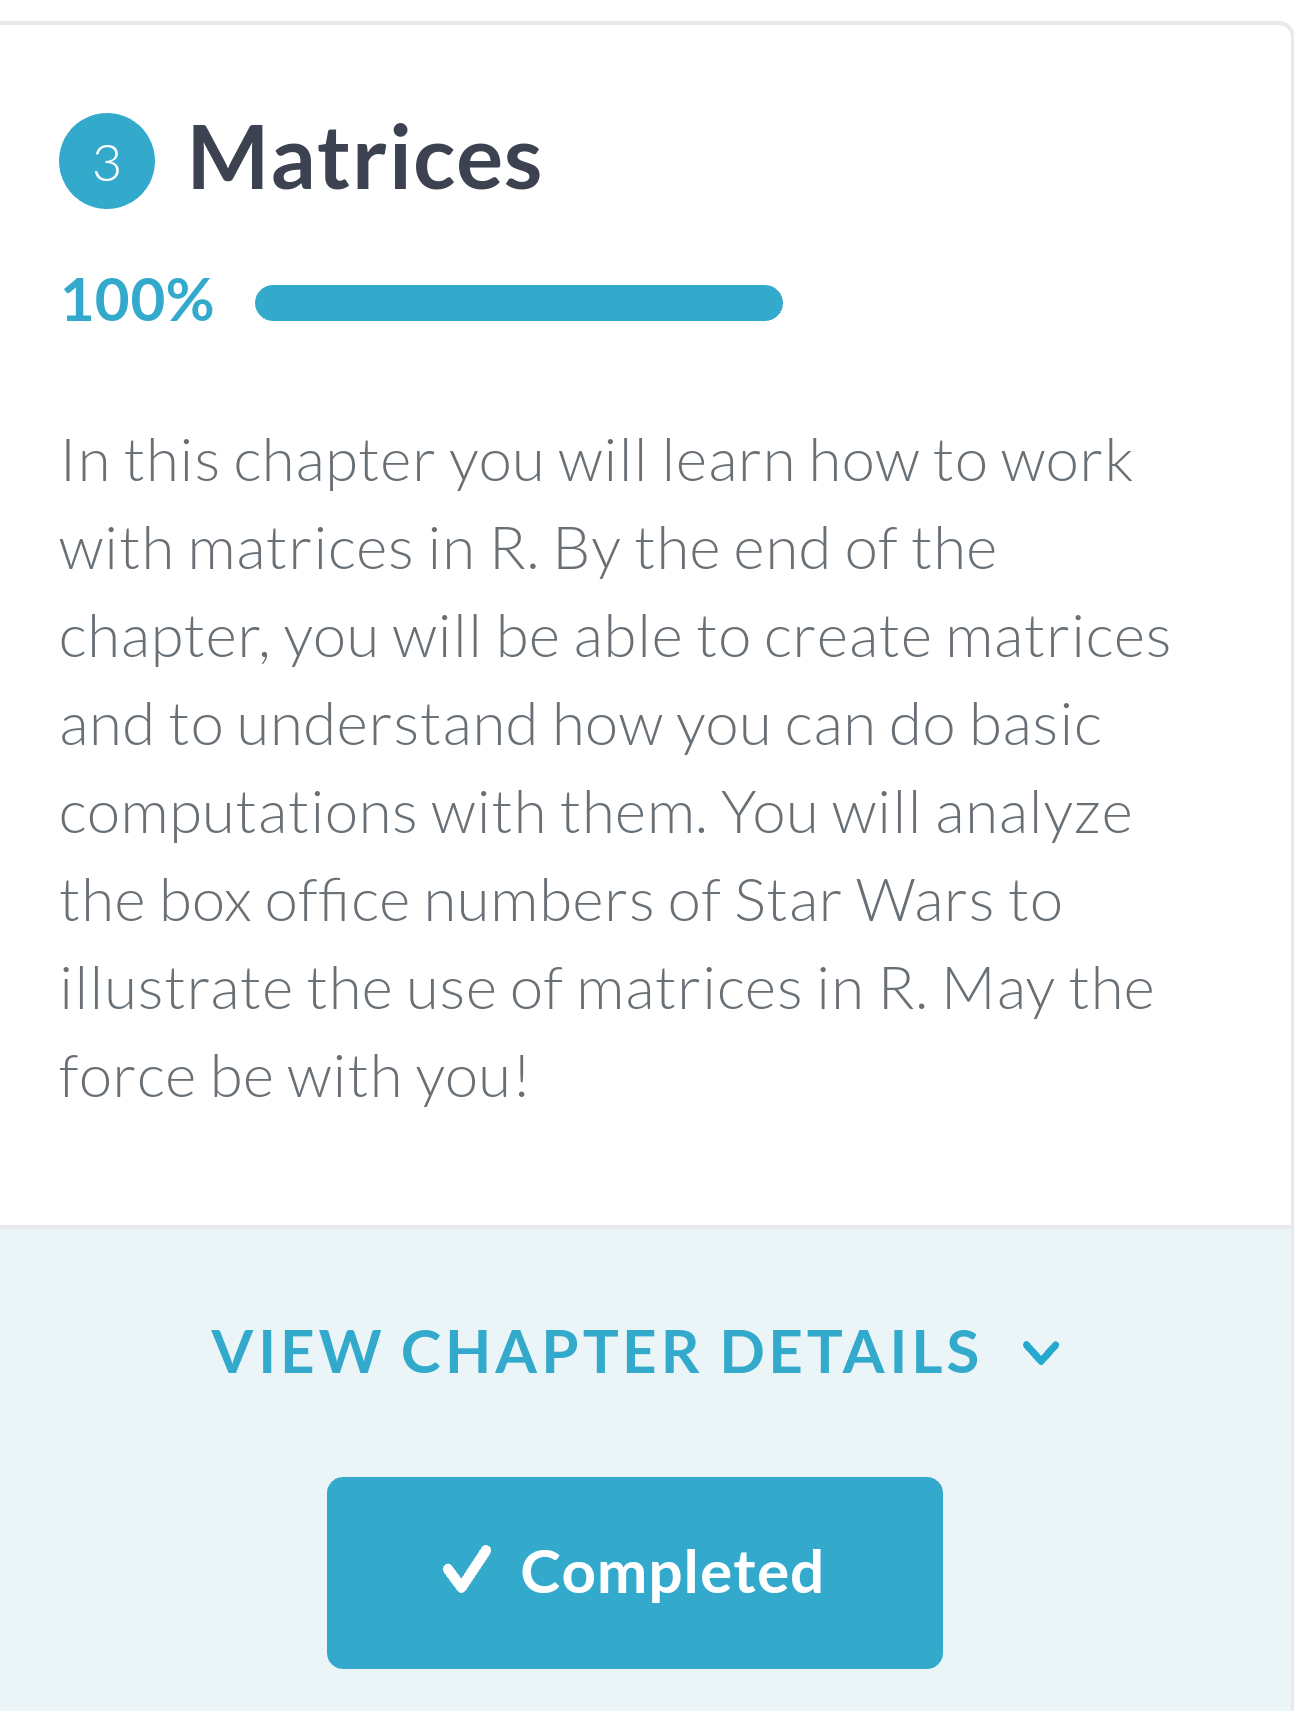 3 Matrices
100%
In this chapter you will learn how to work
with matrices in R. By the end of the
chapter, you will be able to create matrices
and to understand how you can do basic
computations with them. You will analyze
the box office numbers of Star Wars to
illustrate the use of matrices in R. May the
force be with you!
VIEW CHAPTER DETAILS
Completed